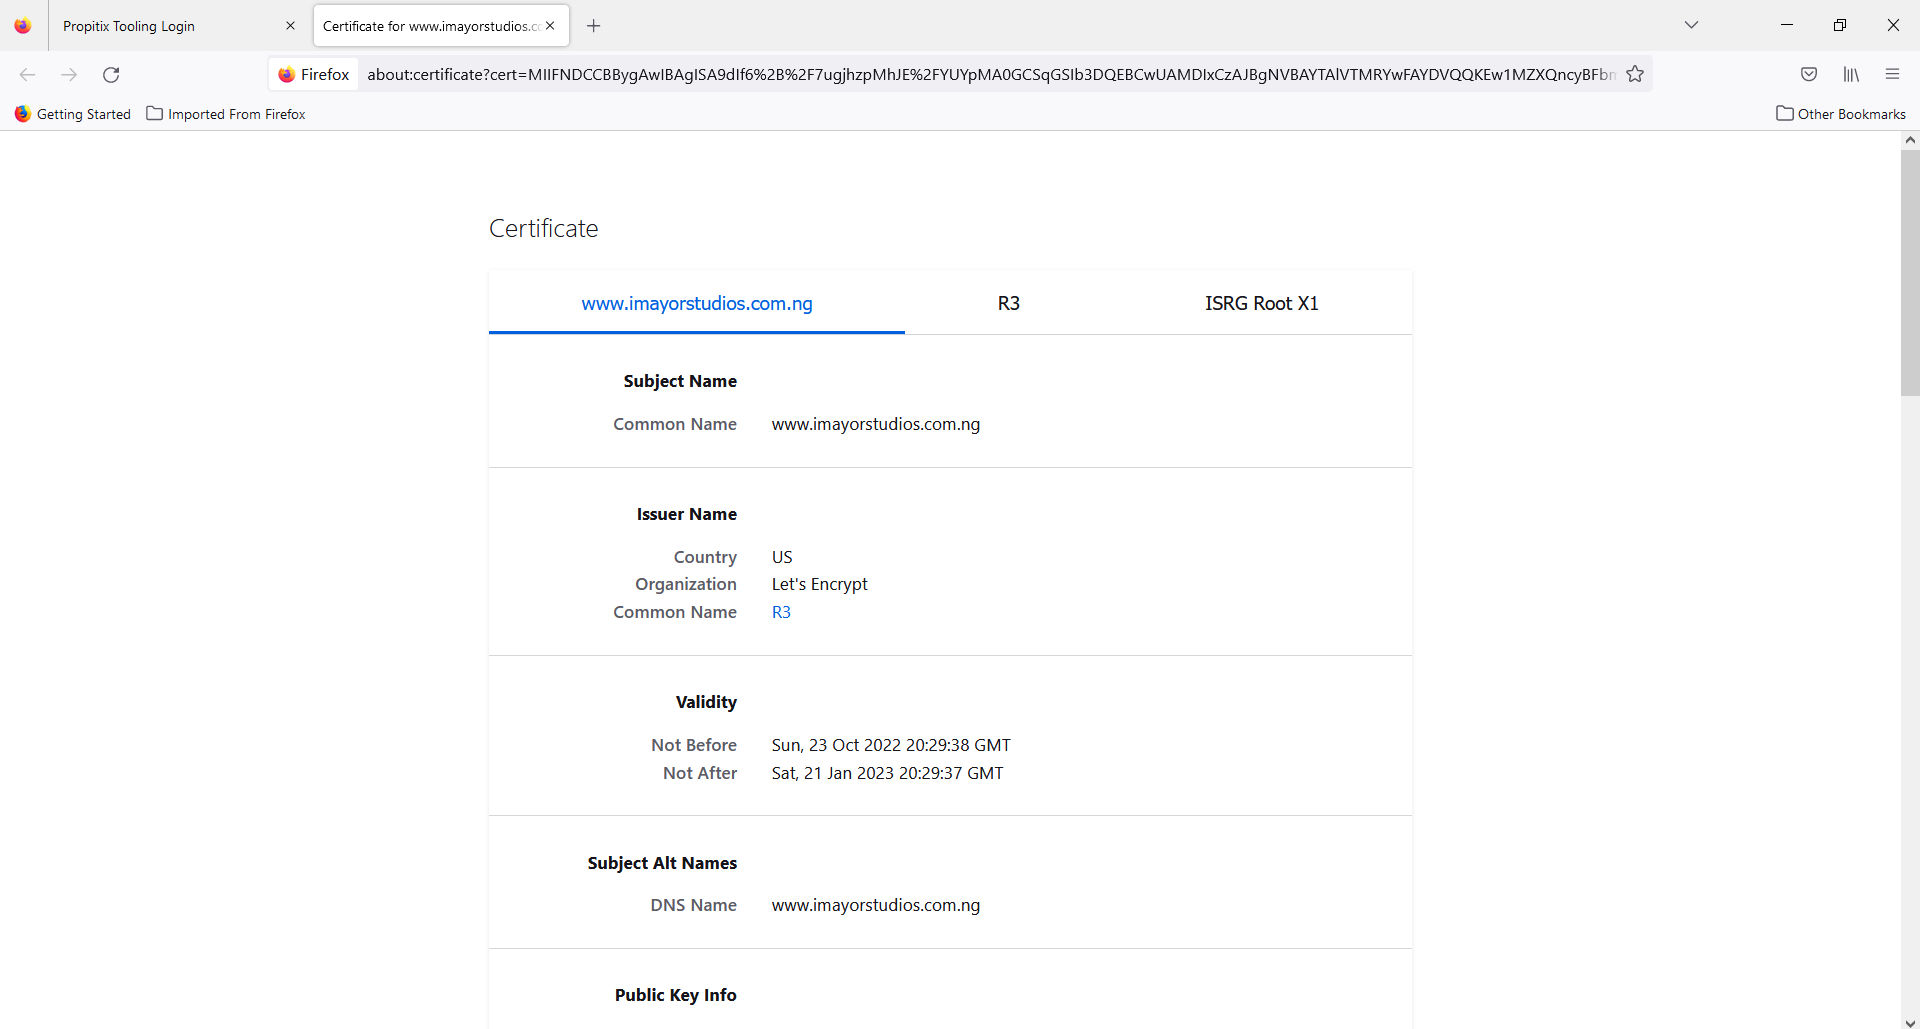 Propitix Tooling Login
Certificate for www.imayorstudios.co
Firefox
about:certificate?cert=MIIFNDCCBBygAwIBAgISA9dIf6%2B%2F7ugjhzpMhJE%2FYUYpMA0GCSqGSIb3DQEBCwUAMDIxCzAJBgNVBAYTAlVTMRYwFAYDVQQKEw1MZXQncyBFbm
Getting Started
Imported From Firefox
Other Bookmarks
Certificate
www.imayorstudios.com.ng
R3
ISRG Root X1
Subject Name
Common Name www.imayorstudios.com.ng
Issuer Name
Country US
Organization Let's Encrypt
Common Name R3
Validity
Not Before Sun, 23 Oct 2022 20:29:38 GMT
Not After Sat, 21 Jan 2023 20:29:37 GMT
Subject Alt Names
DNS Name www.imayorstudios.com.ng
Public Key Info